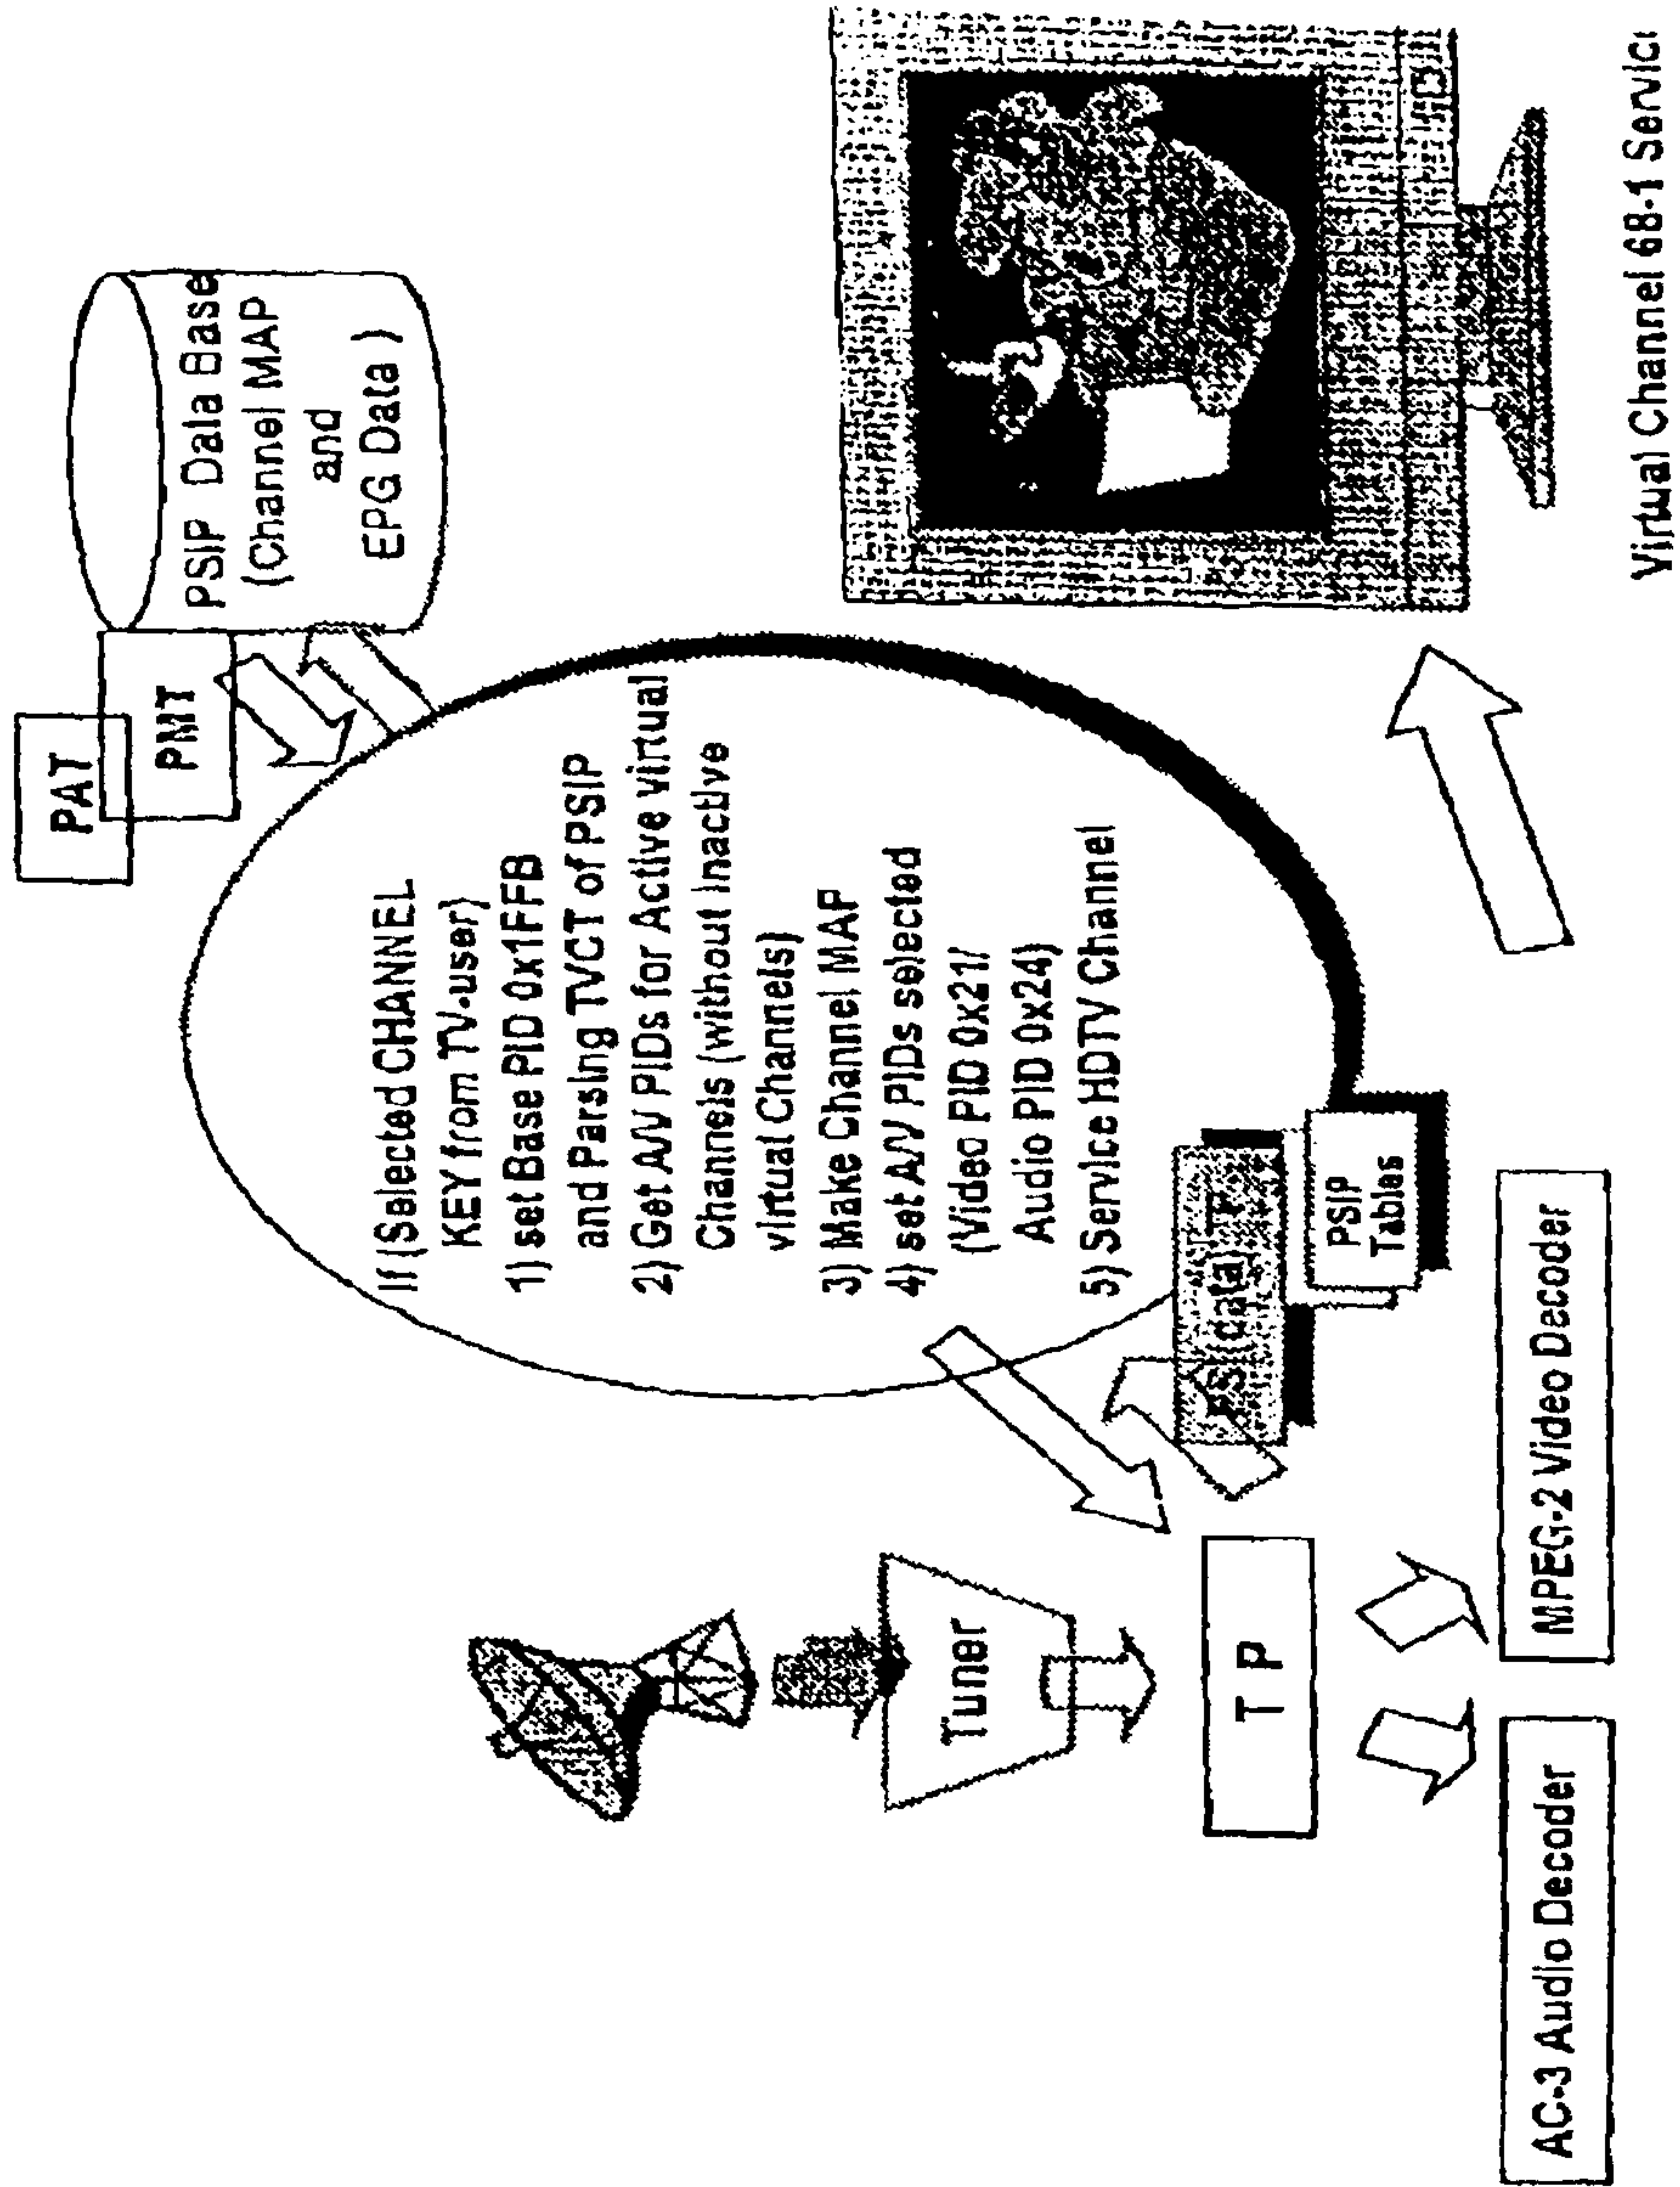 PAT
PMT
PSIP Data Base
(Channel MAP
and
EPG Data )
If (Selected CHANNEL
KEY from TV-user)
1) set Base PID 0x1FFB
and Parsing TVCT of PSIP
2) Get A/V PIDs for Active virtual
Channels (without Inactive
virtual Channels)
3) Make Channel MAP
4) set A/V PIDs selected
(Video PID 0x21/
Audio PID 0x24)
5) Service HDTV Channel
Tuner
T P
PSIP
Tables
AC-3 Audio Decoder
MPEG-2 Video Decoder
Virtual Channel 68-1